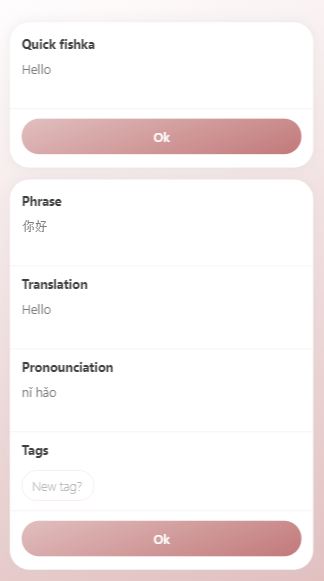 Quick fishka
Hello
Ok
Phrase
你好
Translation
Hello
Pronounciation
nǐ hǎo
Tags
New tag?
Ok